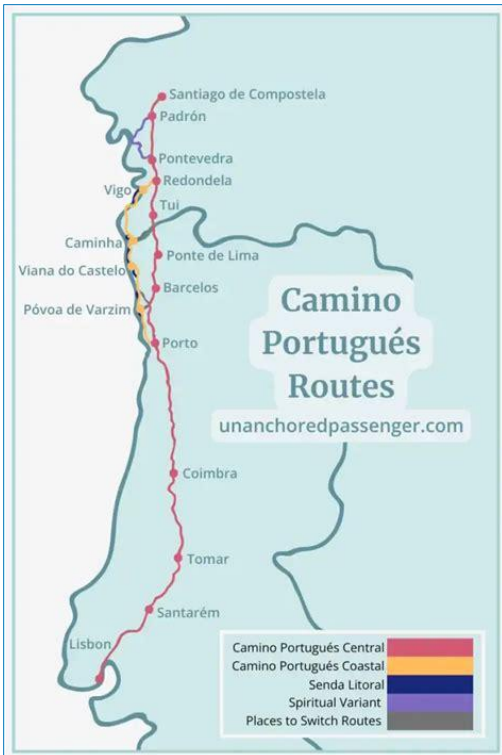 Santiago de Compostela
Padrón
Pontevedra
Redondela
Vigo
Tui
Caminha
Ponte de Lima
Viana do Castelo
Barcelos
Póvoa de Varzim
Porto
Camino
Portugués
Routes
unanchoredpassenger.com
Coimbra
Tomar
Santarém
Lisbon
Camino Portugués Central
Camino Portugués Coastal
Senda Litoral
Spiritual Variant
Places to Switch Routes